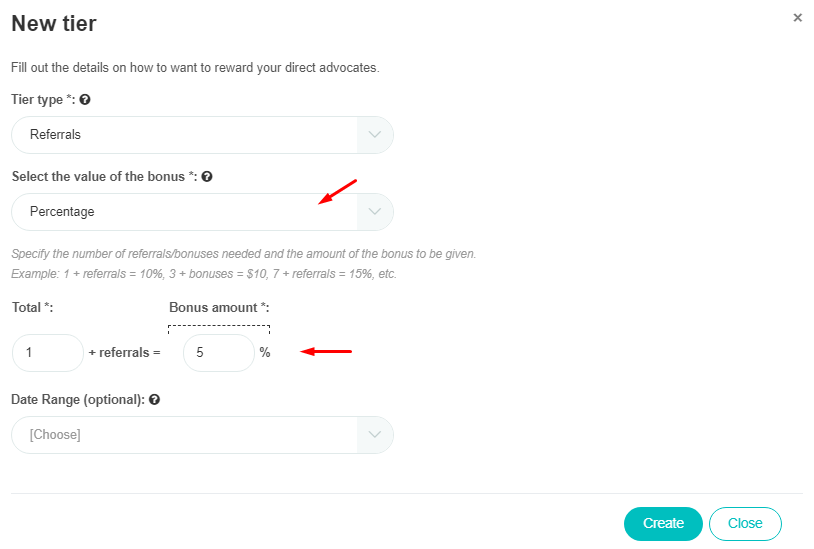 New tier
×
Fill out the details on how to want to reward your direct advocates.
Tier type *: ?
Referrals
Select the value of the bonus *: ?
Percentage
Specify the number of referrals/bonuses needed and the amount of the bonus to be given.
Example: 1 + referrals = 10%, 3 + bonuses = $10, 7 + referrals = 15%, etc.
Total *: Bonus amount *:
1 + referrals = 5 %
Date Range (optional): ?
[Choose]
Create Close